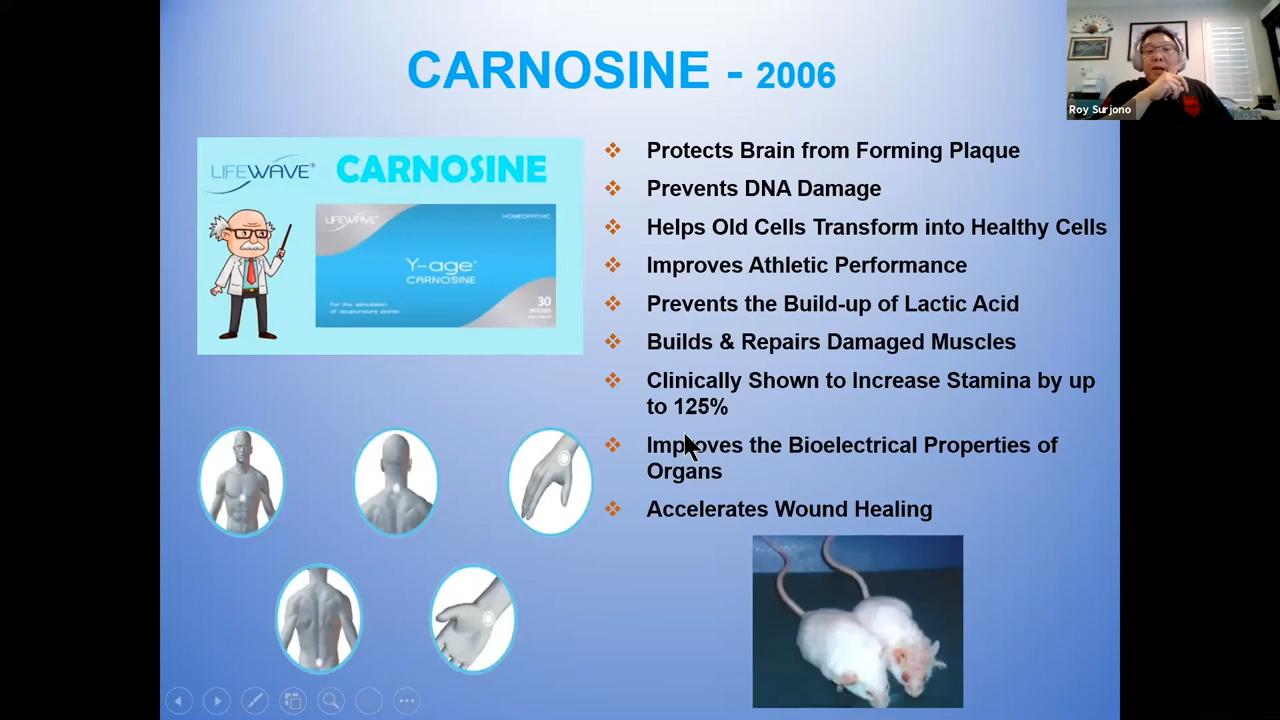 CARNOSINE - 2006
Roy Surjono
LIFEWAVE®
CARNOSINE
LIFEWAVE
HOMEOPATHIC
Y-age®
CARNOSINE
For the stimulation
of acupuncture points
30
Protects Brain from Forming Plaque
Prevents DNA Damage
Helps Old Cells Transform into Healthy Cells
Improves Athletic Performance
Prevents the Build-up of Lactic Acid
Builds & Repairs Damaged Muscles
Clinically Shown to Increase Stamina by up
to 125%
Improves the Bioelectrical Properties of
Organs
Accelerates Wound Healing